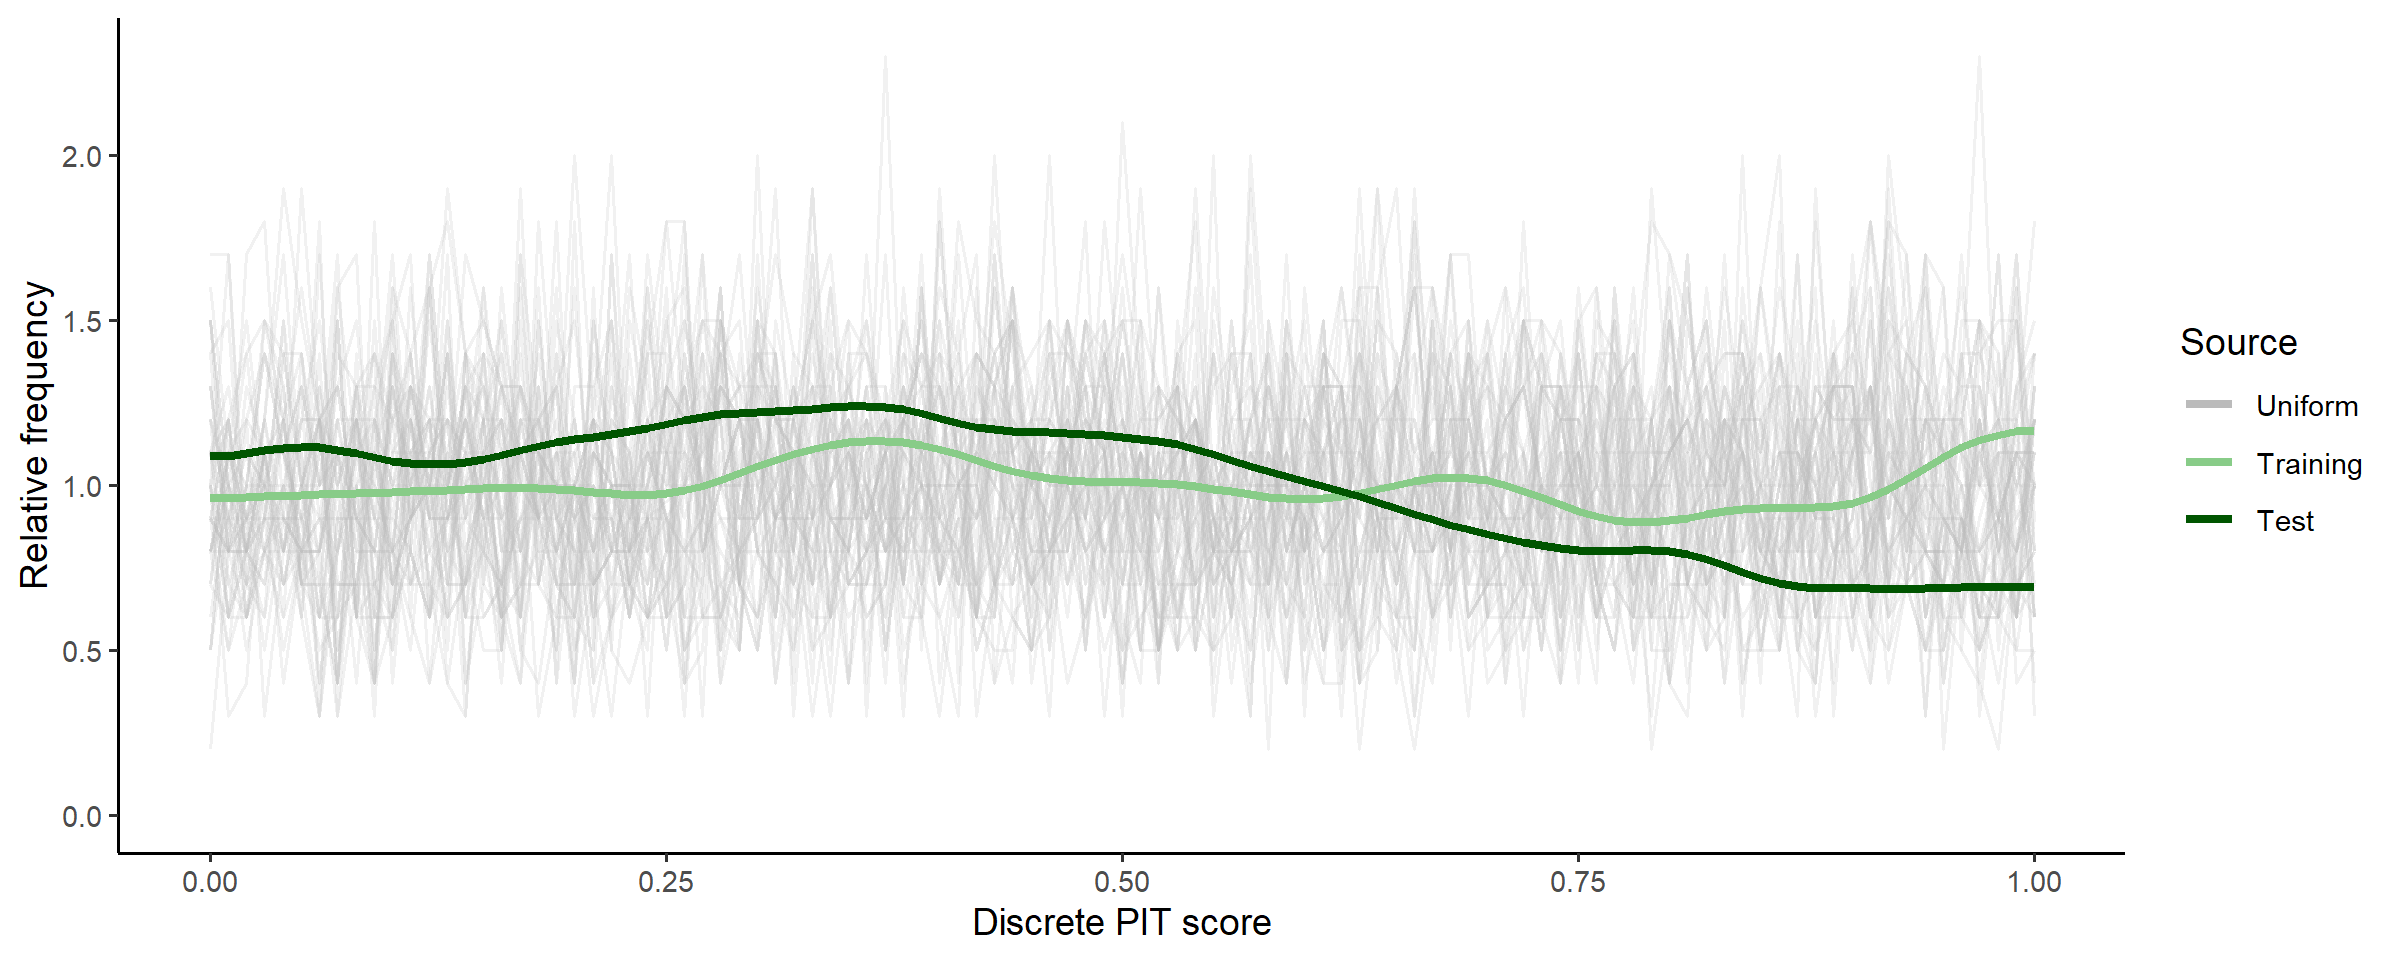 Relative frequency
2.0
1.5
1.0
0.5
0.0
0.00 0.25 0.50 0.75 1.00
Discrete PIT score
Source
Uniform
Training
Test